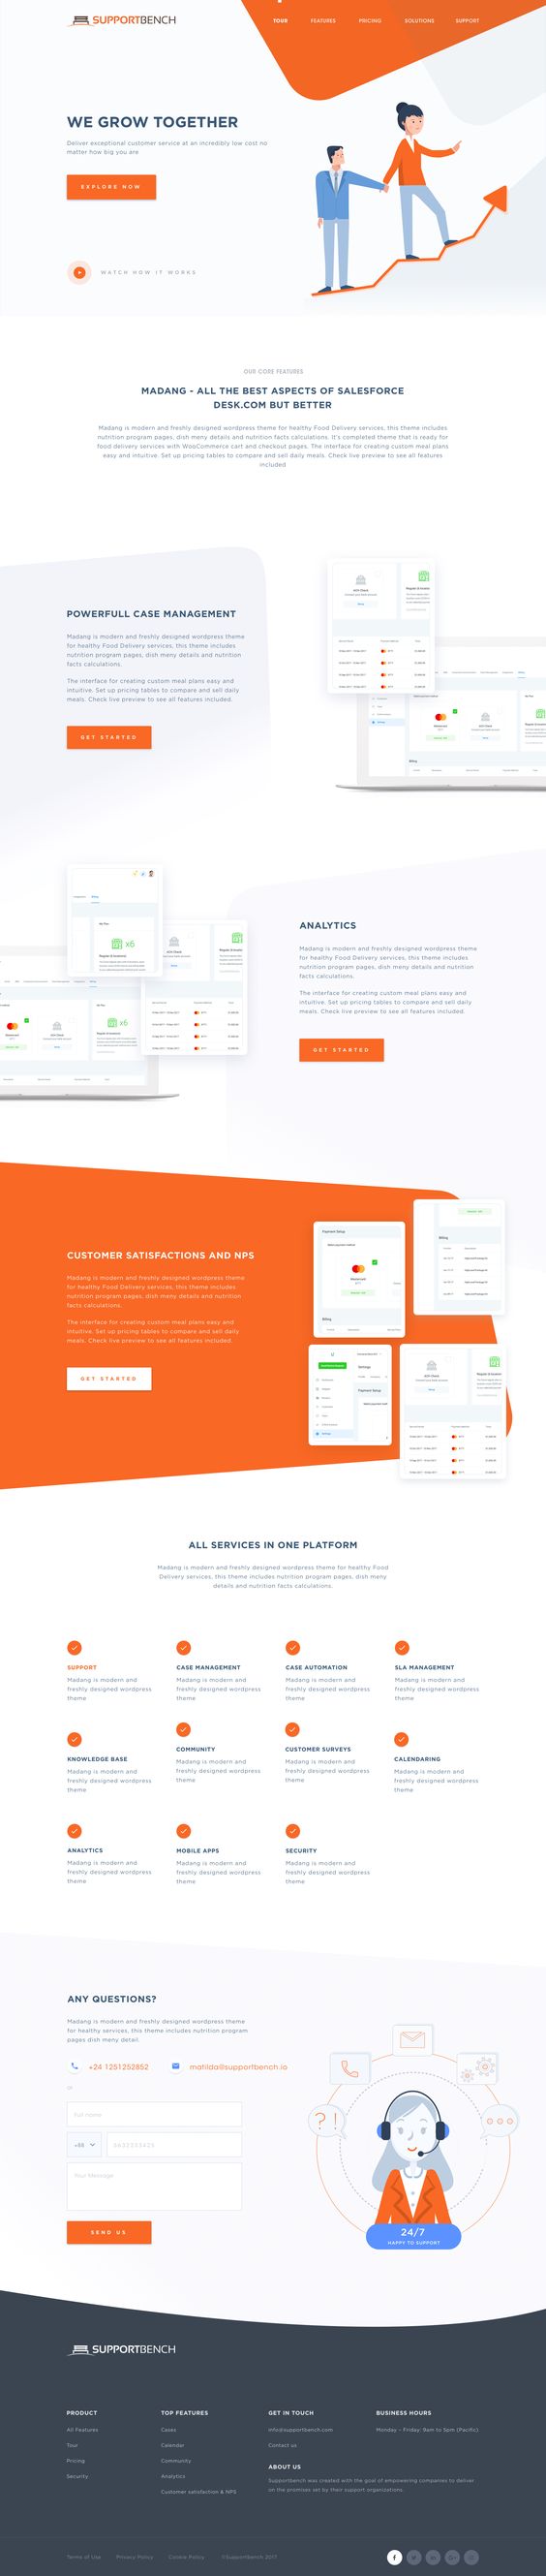 SUPPORTBENCH
TOUR FEATURES PRICING SOLUTIONS SUPPORT
WE GROW TOGETHER
Deliver exceptional customer service at an incredibly low cost no
matter how big you are
EXPLORE NOW
WATCH HOW IT WORKS
OUR CORE FEATURES
MADANG - ALL THE BEST ASPECTS OF SALESFORCE
DESK.COM BUT BETTER
Madang is modern and freshly designed wordpress theme for healthy Food Delivery services, this theme includes
nutrition program pages, dish meny details and nutrition facts calculations. It's completed theme that is ready for
food delivery services with WooCommerce cart and checkout pages. The interface for creating custom meal plans
easy and intuitive. Set up pricing tables to compare and sell daily meals. Check live preview to see all features
included
POWERFULL CASE MANAGEMENT
Madang is modern and freshly designed wordpress theme
for healthy Food Delivery services, this theme includes
nutrition program pages, dish meny details and nutrition
facts calculations.
The interface for creating custom meal plans easy and
intuitive. Set up pricing tables to compare and sell daily
meals. Check live preview to see all features included.
GET STARTED
Billing
x6
x6
ANALYTICS
Madang is modern and freshly designed wordpress theme
for healthy Food Delivery services, this theme includes
nutrition program pages, dish meny details and nutrition
facts calculations.
The interface for creating custom meal plans easy and
intuitive. Set up pricing tables to compare and sell daily
meals. Check live preview to see all features included.
GET STARTED
CUSTOMER SATISFACTIONS AND NPS
Madang is modern and freshly designed wordpress theme
for healthy Food Delivery services, this theme includes
nutrition program pages, dish meny details and nutrition
facts calculations.
The interface for creating custom meal plans easy and
intuitive. Set up pricing tables to compare and sell daily
meals. Check live preview to see all features included.
GET STARTED
Payment Setup
Billing
Billing
Settings
Payment Setup
ALL SERVICES IN ONE PLATFORM
Madang is modern and freshly designed wordpress theme for healthy Food
Delivery services, this theme includes nutrition program pages, dish meny
details and nutrition facts calculations.
SUPPORT
Madang is modern and
freshly designed wordpress
theme
CASE MANAGEMENT
Madang is modern and
freshly designed wordpress
theme
CASE AUTOMATION
Madang is modern and
freshly designed wordpress
theme
SLA MANAGEMENT
Madang is modern and
freshly designed wordpress
theme
KNOWLEDGE BASE
Madang is modern and
freshly designed wordpress
theme
COMMUNITY
Madang is modern and
freshly designed wordpress
theme
CUSTOMER SURVEYS
Madang is modern and
freshly designed wordpress
theme
CALENDARING
Madang is modern and
freshly designed wordpress
theme
ANALYTICS
Madang is modern and
freshly designed wordpress
theme
MOBILE APPS
Madang is modern and
freshly designed wordpress
theme
SECURITY
Madang is modern and
freshly designed wordpress
theme
ANY QUESTIONS?
Madang is modern and freshly designed wordpress theme
for healthy services, this theme includes nutrition program
pages dish meny detail.
+24 1251252852 matilda@supportbench.io
or
Full name
+38
Your Message
SEND US
? !
24/7
HAPPY TO SUPPORT
SUPPORTBENCH
PRODUCT
All Features
Tour
Pricing
Security
TOP FEATURES
Cases
Calendar
Community
Analytics
Customer satisfaction & NPS
GET IN TOUCH
info@supportbench.com
Contact us
BUSINESS HOURS
Monday - Friday: 9am to 5pm (Pacific)
ABOUT US
Supportbench was created with the goal of empowering companies to deliver
on the promises set by their support organizations
Terms of Use Privacy Policy Cookie Policy ©Supportbench 2017